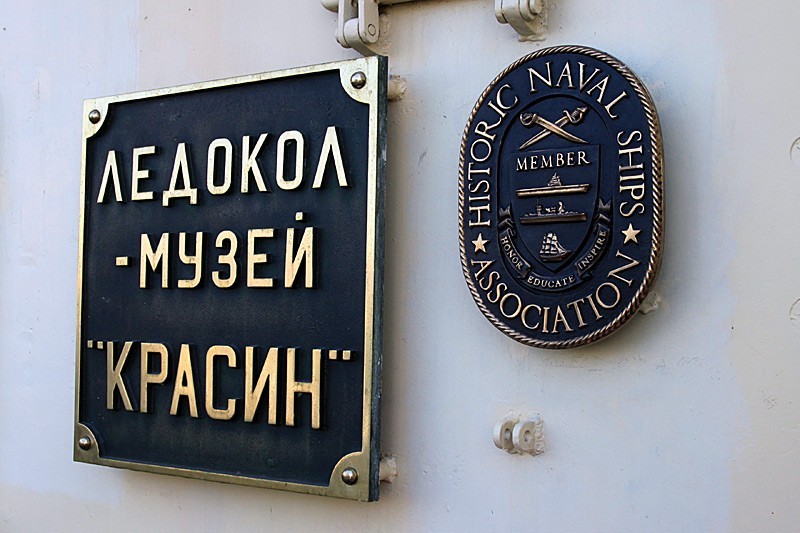 ЛЕДОКОЛ
-МУЗЕЙ
"КРАСИН"
HISTORIC NAVAL SHIPS
ASSOCIATION
MEMBER
HONOR EDUCATE INSPIRE